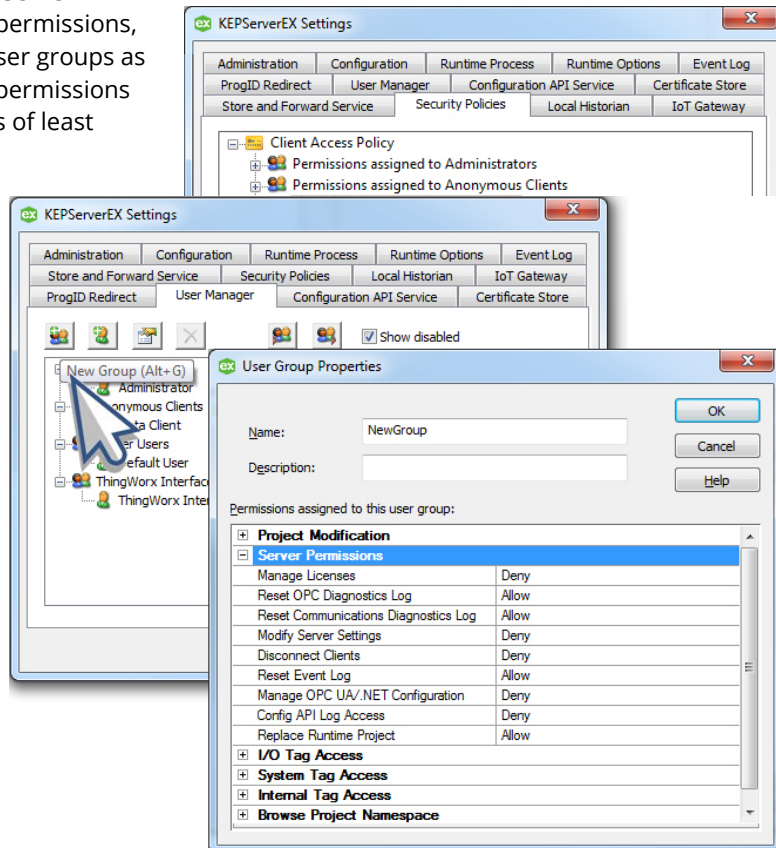 permissions,
ser groups as
permissions
s of least
KEPServerEX Settings
Administration Configuration Runtime Process Runtime Options Event Log
ProgID Redirect User Manager Configuration API Service Certificate Store
Store and Forward Service Security Policies Local Historian IoT Gateway
Client Access Policy
Permissions assigned to Administrators
Permissions assigned to Anonymous Clients
KEPServerEX Settings
Administration Configuration Runtime Process Runtime Options Event Log
Store and Forward Service Security Policies Local Historian IoT Gateway
ProgID Redirect User Manager Configuration API Service Certificate Store
Show disabled
New Group (Alt+G)
Administrator
onymous Clients
ta Client
er Users
efault User
ThingWorx Interface
ThingWorx Inter
User Group Properties
Name: NewGroup
Description:
OK
Cancel
Help
Permissions assigned to this user group:
Project Modification
Server Permissions
Manage Licenses Deny
Reset OPC Diagnostics Log Allow
Reset Communications Diagnostics Log Allow
Modify Server Settings Deny
Disconnect Clients Deny
Reset Event Log Allow
Manage OPC UA/.NET Configuration Deny
Config API Log Access Deny
Replace Runtime Project Allow
I/O Tag Access
System Tag Access
Internal Tag Access
Browse Project Namespace